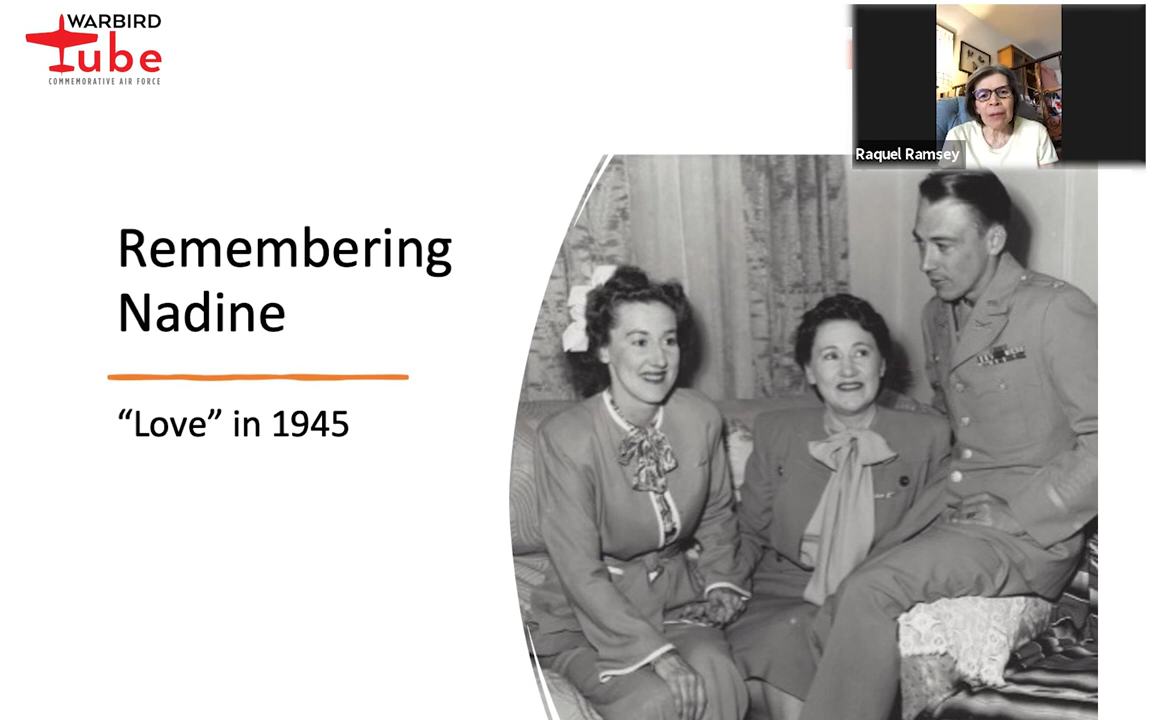 WARBIRD
Tube
COMMEMORATIVE AIR FORCE
Raquel Ramsey
Remembering
Nadine
“Love” in 1945